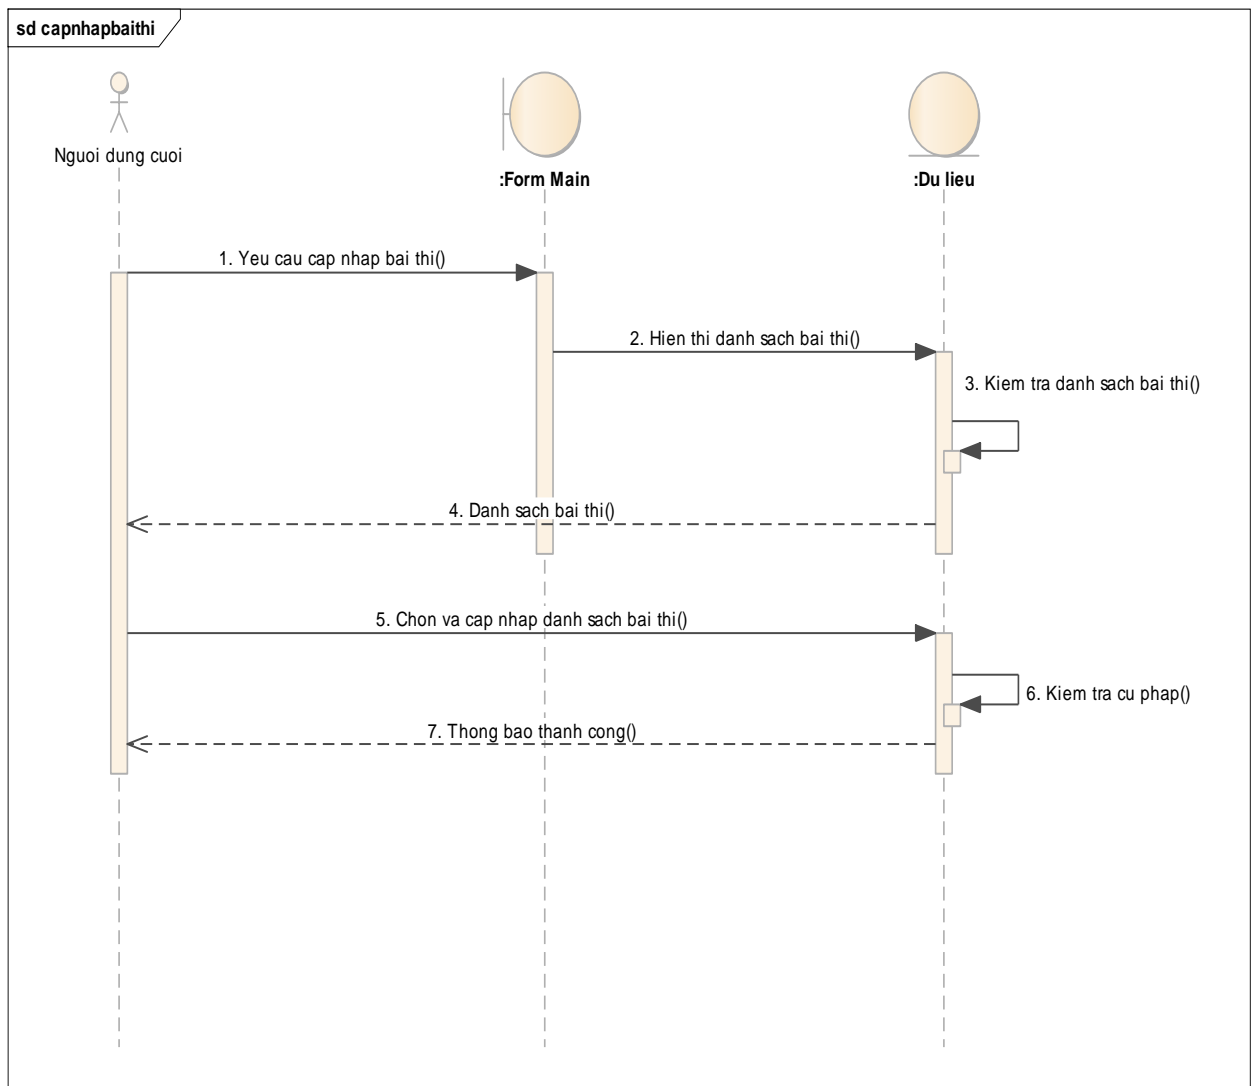 sd capnhapbaithi
Nguoi dung cuoi
:Form Main
:Du lieu
1. Yeu cau cap nhap bai thi()
2. Hien thi danh sach bai thi()
3. Kiem tra danh sach bai thi()
4. Danh sach bai thi()
5. Chon va cap nhap danh sach bai thi()
6. Kiem tra cu phap()
7. Thong bao thanh cong()